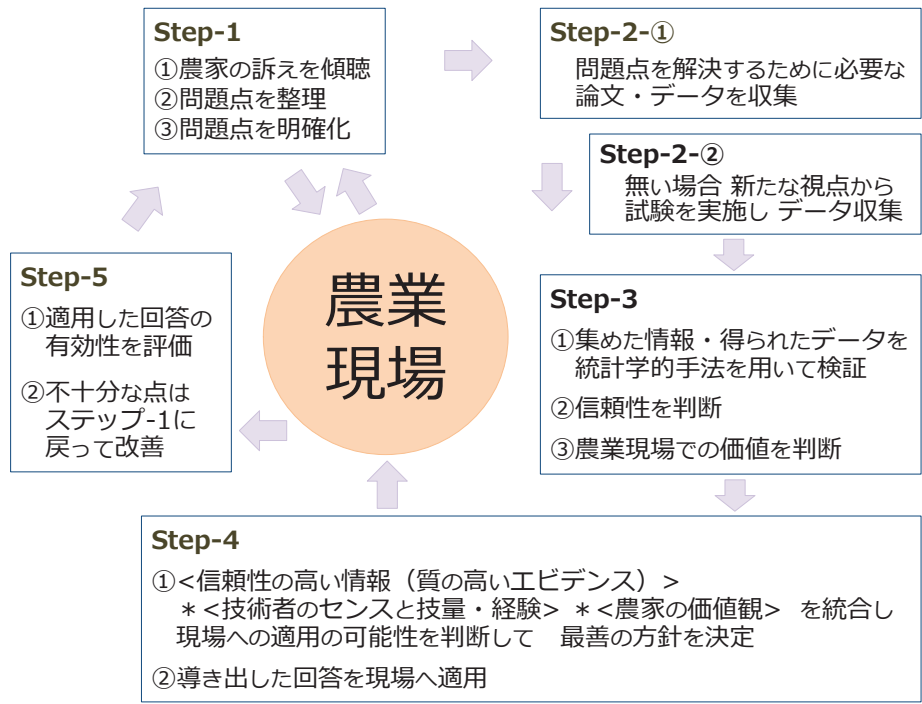 Step-1
①農家の訴えを傾聴
②問題点を整理
③問題点を明確化
Step-2-①
問題点を解決するために必要な
論文・データを収集
Step-2-②
無い場合 新たな視点から
試験を実施し データ収集
Step-3
①集めた情報・得られたデータを
統計学的手法を用いて検証
②信頼性を判断
③農業現場での価値を判断
Step-4
①<信頼性の高い情報（質の高いエビデンス）>
＊<技術者のセンスと技量・経験> ＊<農家の価値観> を統合し
現場への適用の可能性を判断して 最善の方針を決定
②導き出した回答を現場へ適用
Step-5
①適用した回答の
有効性を評価
②不十分な点は
ステップ-1に
戻って改善
農業
現場